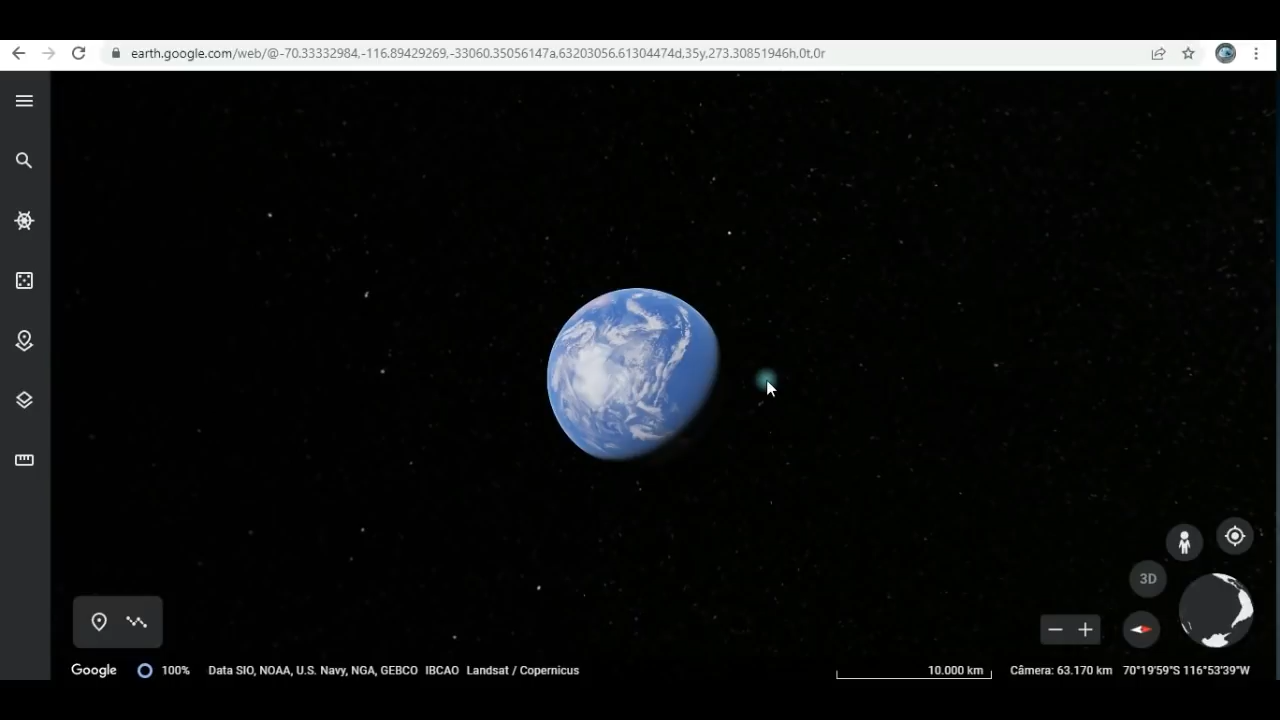 earth.google.com/web/@-70.33332984,-116.89429269,-33060.35056147a,63203056.61304474d,35y,273.30851946h,0t,0r
3D
Google 100% Data SIO, NOAA, U.S. Navy, NGA, GEBCO IBCAO Landsat / Copernicus 10.000 km Câmera: 63.170 km 70°19'59"S 116°53'39"W